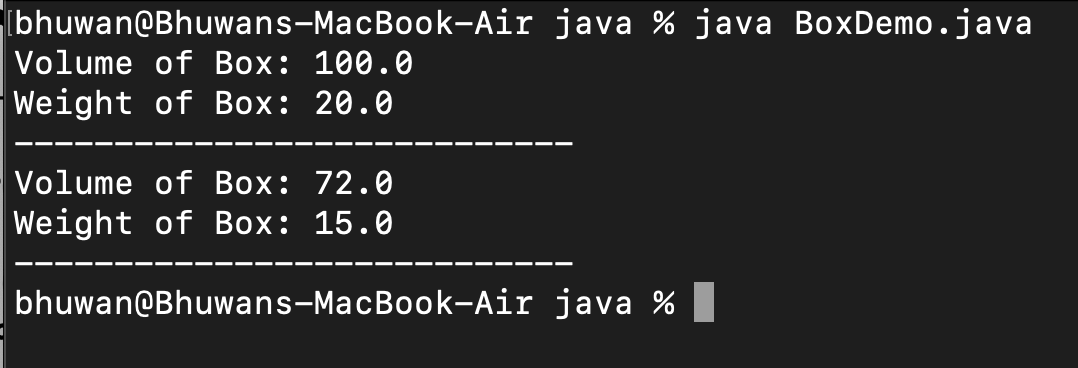 [bhuwan@Bhuwans-MacBook-Air java % java BoxDemo.java
Volume of Box: 100.0
Weight of Box: 20.0
----------------------------
Volume of Box: 72.0
Weight of Box: 15.0
----------------------------
bhuwan@Bhuwans-MacBook-Air java %